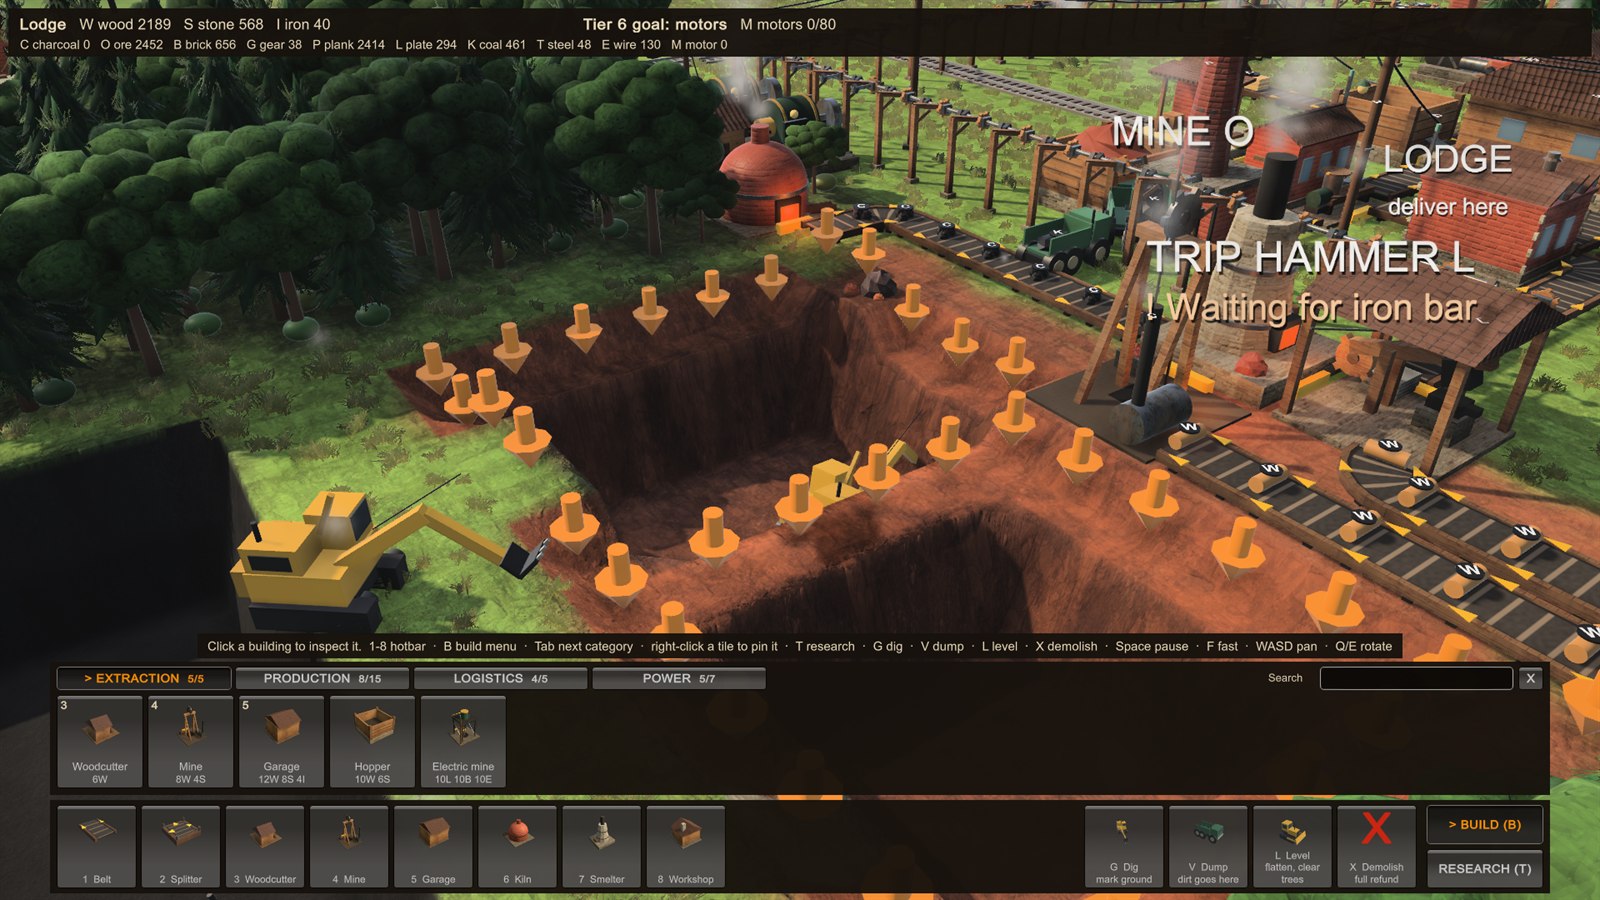 Lodge W wood 2189 S stone 568 I iron 40
Tier 6 goal: motors M motors 0/80
C charcoal 0 O ore 2452 B brick 656 G gear 38 P plank 2414 L plate 294 K coal 461 T steel 48 E wire 130 M motor 0
MINE O
LODGE
deliver here
TRIP HAMMER L
! Waiting for iron bar
C
C
C
C
C
C
K
K
W
W
W
W
W
W
W
W
Click a building to inspect it. 1-8 hotbar · B build menu · Tab next category · right-click a tile to pin it · T research · G dig · V dump · L level · X demolish · Space pause · F fast · WASD pan · Q/E rotate
> EXTRACTION 5/5
PRODUCTION 8/15
LOGISTICS 4/5
POWER 5/7
Search
X
3
Woodcutter
6W
4
Mine
8W 4S
5
Garage
12W 8S 4I
Hopper
10W 6S
Electric mine
10L 10B 10E
1 Belt
2 Splitter
3 Woodcutter
4 Mine
5 Garage
6 Kiln
7 Smelter
8 Workshop
G Dig
mark ground
V Dump
dirt goes here
L Level
flatten, clear
trees
X Demolish
full refund
> BUILD (B)
RESEARCH (T)